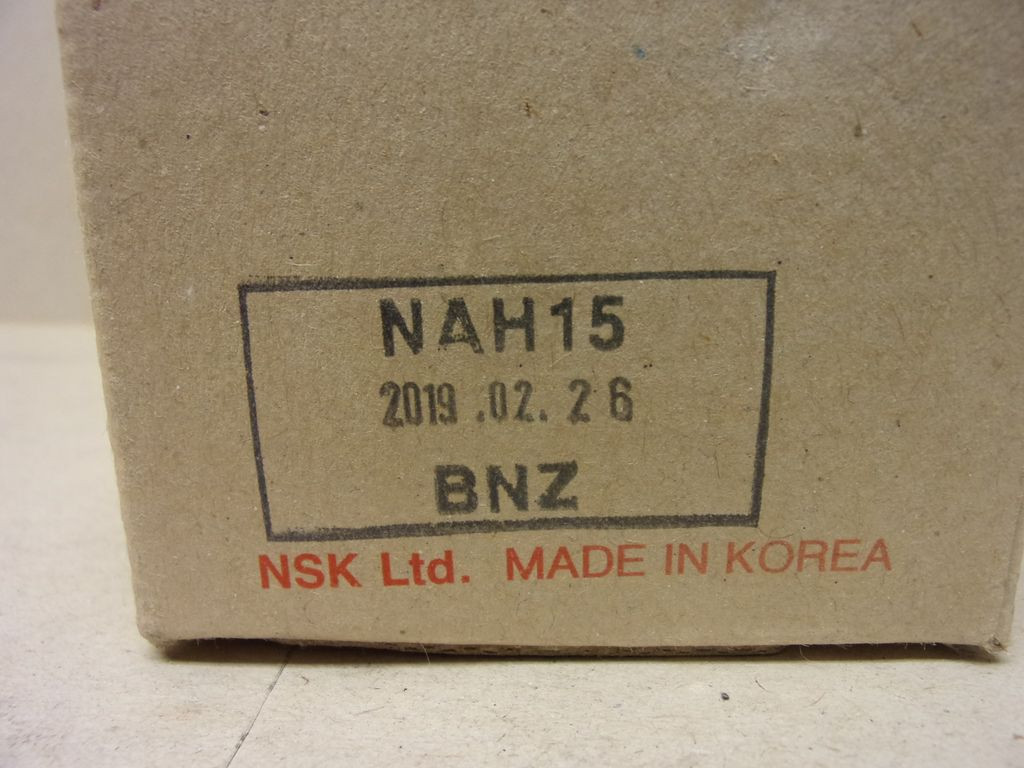 NAH15
2019.02.26
BNZ
NSK Ltd. MADE IN KOREA